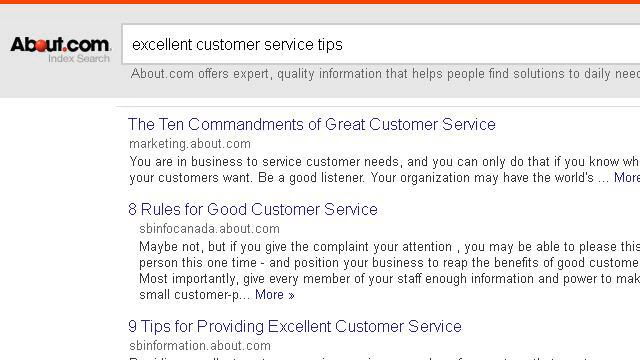 About.com
Index Search
excellent customer service tips
About.com offers expert, quality information that helps people find solutions to daily
The Ten Commandments of Great Customer Service
marketing.about.com
You are in business to service customer needs, and you can only do that if you know
your customers want. Be a good listener. Your organization may have the world's ... More
8 Rules for Good Customer Service
sbinfocanada.about.com
Maybe not, but if you give the complaint your attention , you may be able to please this
person this one time - and position your business to reap the benefits of good
Most importantly, give every member of your staff enough information and power to
small customer-p... More »
9 Tips for Providing Excellent Customer Service
sbinformation.about.com